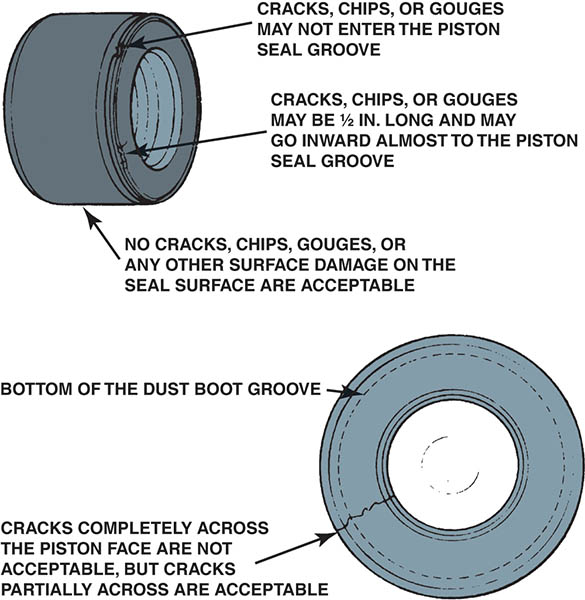 CRACKS, CHIPS, OR GOUGES
MAY NOT ENTER THE PISTON
SEAL GROOVE
CRACKS, CHIPS, OR GOUGES
MAY BE ½ IN. LONG AND MAY
GO INWARD ALMOST TO THE PISTON
SEAL GROOVE
NO CRACKS, CHIPS, GOUGES, OR
ANY OTHER SURFACE DAMAGE ON THE
SEAL SURFACE ARE ACCEPTABLE
BOTTOM OF THE DUST BOOT GROOVE
CRACKS COMPLETELY ACROSS
THE PISTON FACE ARE NOT
ACCEPTABLE, BUT CRACKS
PARTIALLY ACROSS ARE ACCEPTABLE